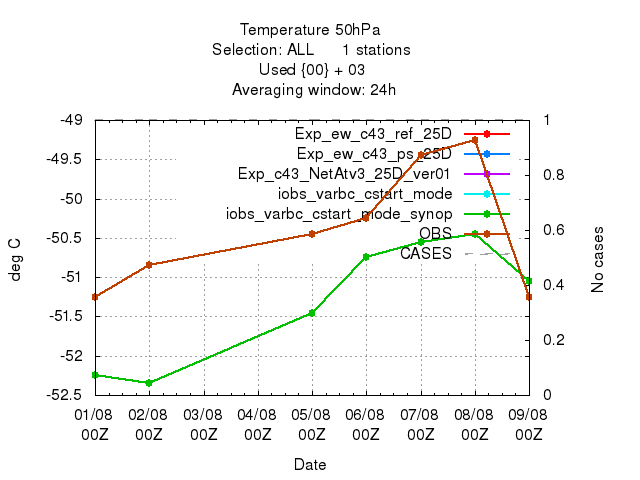 Temperature 50hPa
Selection: ALL 1 stations
Used {00} + 03
Averaging window: 24h
-49
-49.5
-50
-50.5
-51
-51.5
-52
-52.5
deg C
1
0.8
0.6
0.4
0.2
0
No cases
Exp_ew_c43_ref_25D
Exp_ew_c43_ps_25D
Exp_c43_NetAtv3_25D_ver01
iobs_varbc_cstart_mode
iobs_varbc_cstart_mode_synop
OBS
CASES
01/08 02/08 03/08 04/08 05/08 06/08 07/08 08/08 09/08
00Z 00Z 00Z 00Z 00Z 00Z 00Z 00Z 00Z
Date